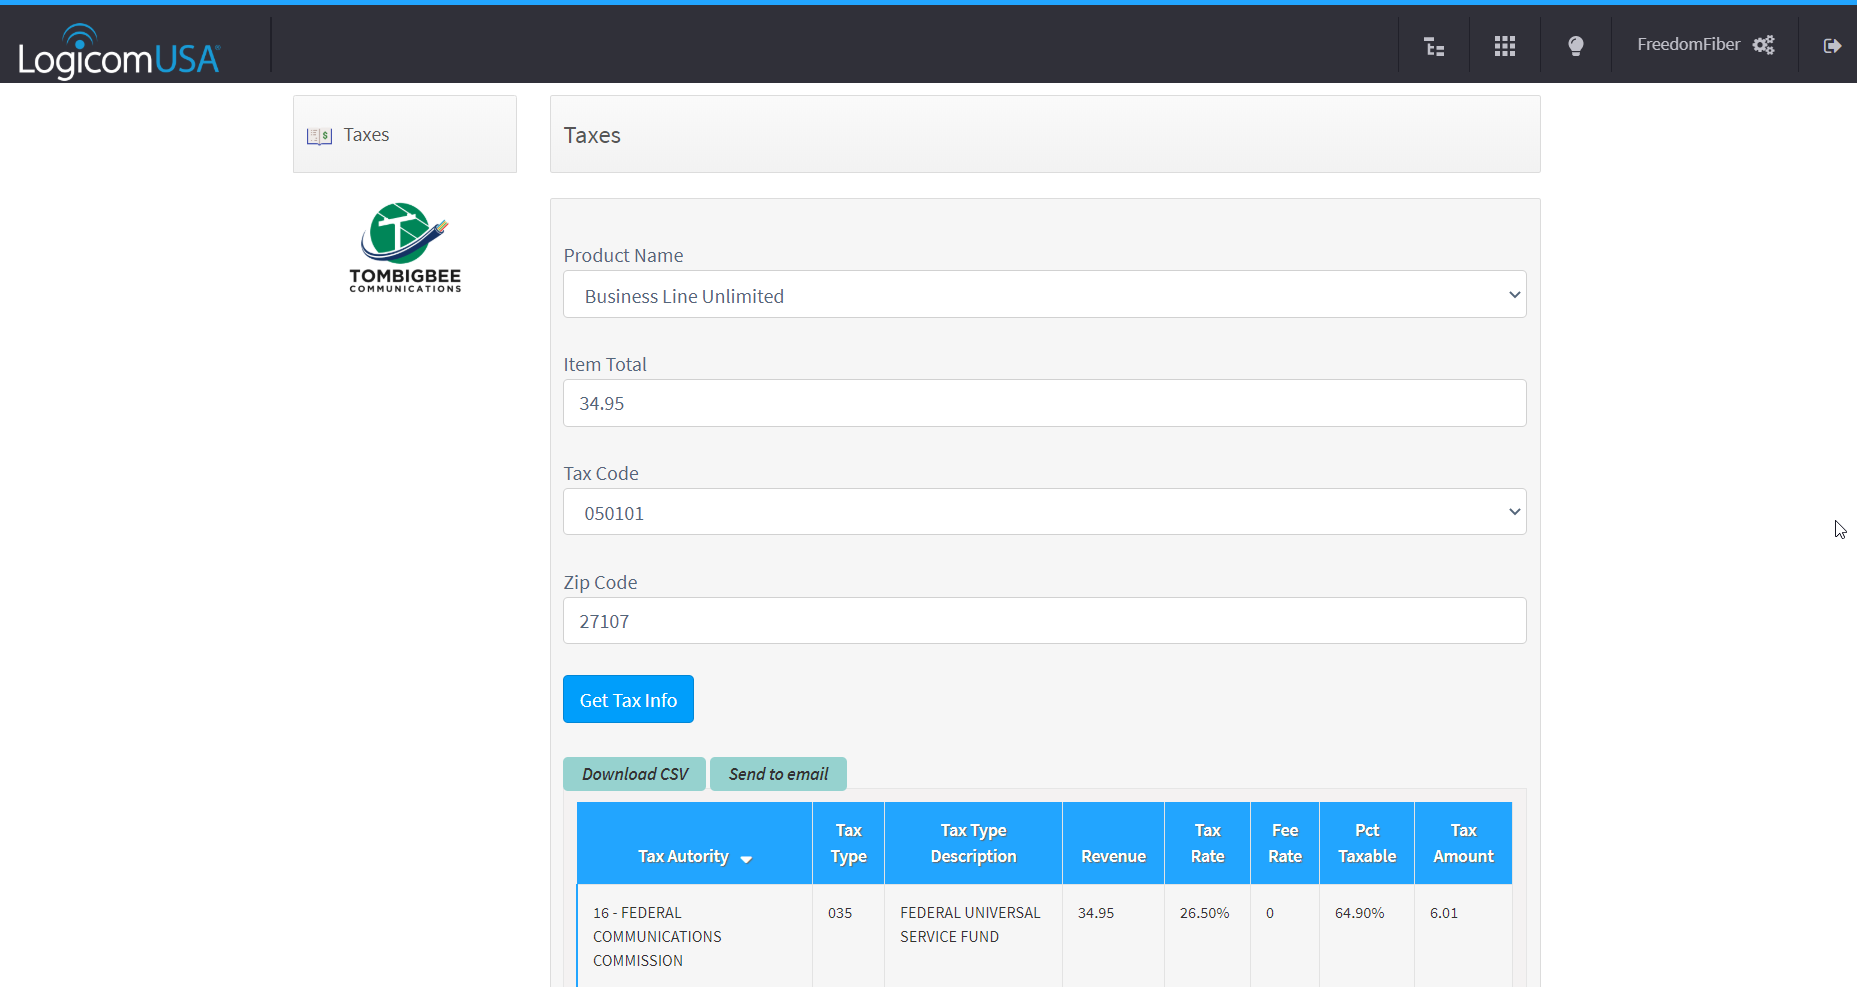 LogicomUSA
FreedomFiber
Taxes
Taxes
TOMBIGBEE
COMMUNICATIONS
Product Name
Business Line Unlimited
Item Total
34.95
Tax Code
050101
Zip Code
27107
Get Tax Info
Download CSV Send to email
Tax Autority Tax Type Tax Type Description Revenue Tax Rate Fee Rate Pct Taxable Tax Amount
16 - FEDERAL 035 FEDERAL UNIVERSAL 34.95 26.50% 0 64.90% 6.01
COMMUNICATIONS SERVICE FUND
COMMISSION